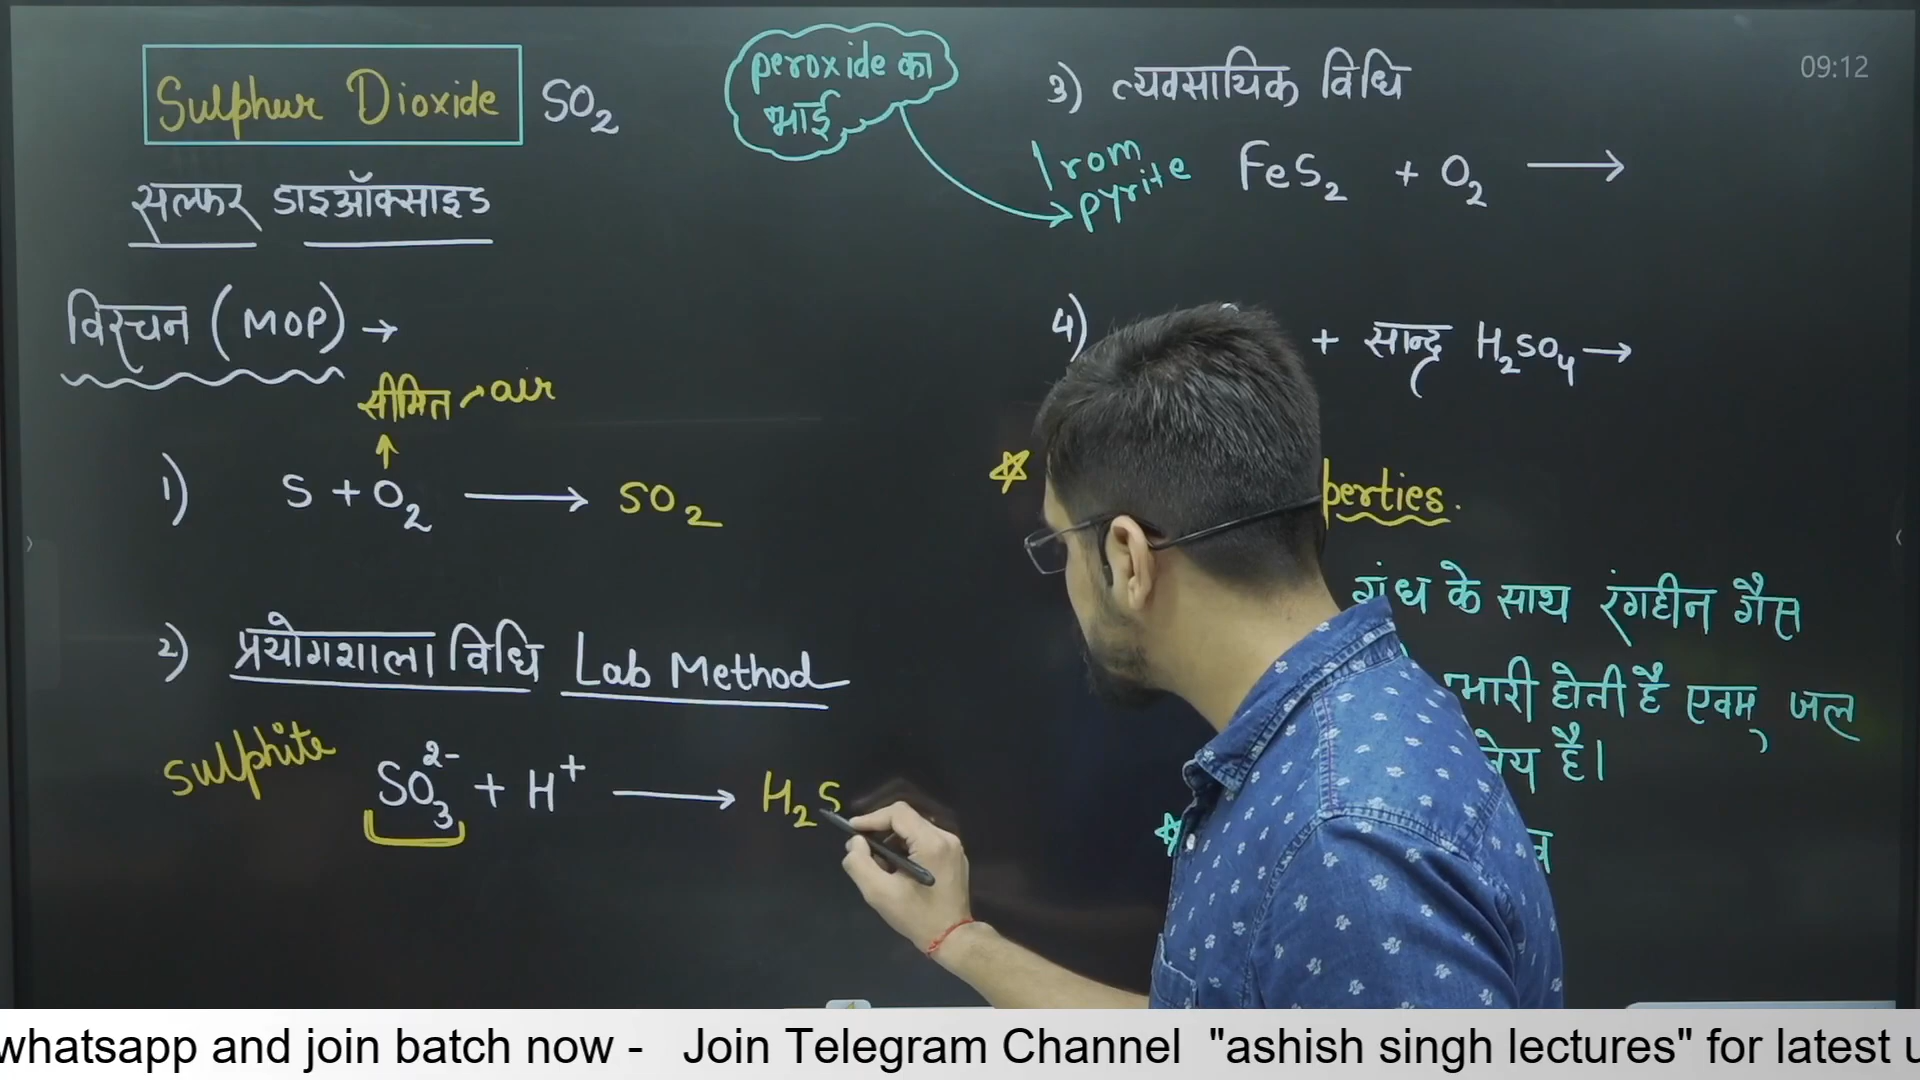 Sulphur Dioxide SO2
सल्फर डाइऑक्साइड
विरचन (MOP) →
सीमित air
1) S + O2 → SO2
2) प्रयोगशाला विधि Lab Method
sulphite SO3 2- + H+ → H2S
peroxide का
भाई
3) व्यवसायिक विधि
from
pyrite
FeS2 + O2 →
4) + सान्द्र H2SO4 →
perties.
गंध के साथ रंगहीन गैस
भारी होती है एवम् जल
है।
09:12
whatsapp and join batch now - Join Telegram Channel "ashish singh lectures" for latest u